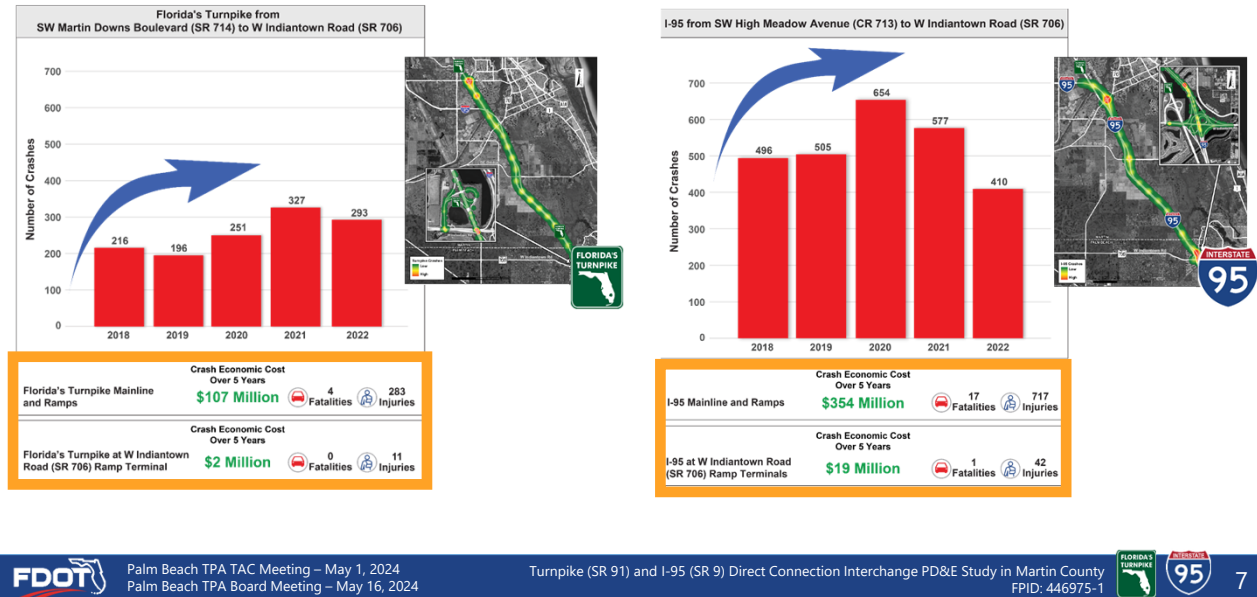 Florida's Turnpike from
SW Martin Downs Boulevard (SR 714) to W Indiantown Road (SR 706)
Number of Crashes
700
600
500
400
300
200
100
0
216
196
251
327
293
2018
2019
2020
2021
2022
FLORIDA'S
TURNPIKE
Crash Economic Cost
Over 5 Years
Florida's Turnpike Mainline
and Ramps
$107 Million
4
Fatalities
283
Injuries
Crash Economic Cost
Over 5 Years
Florida's Turnpike at W Indiantown
Road (SR 706) Ramp Terminal
$2 Million
0
Fatalities
11
Injuries
I-95 from SW High Meadow Avenue (CR 713) to W Indiantown Road (SR 706)
Number of Crashes
700
600
500
400
300
200
100
0
496
505
654
577
410
2018
2019
2020
2021
2022
95
95
95
INTERSTATE
95
Crash Economic Cost
Over 5 Years
I-95 Mainline and Ramps
$354 Million
17
Fatalities
717
Injuries
Crash Economic Cost
Over 5 Years
I-95 at W Indiantown Road
(SR 706) Ramp Terminals
$19 Million
1
Fatalities
42
Injuries
FDOT
Palm Beach TPA TAC Meeting – May 1, 2024
Palm Beach TPA Board Meeting – May 16, 2024
Turnpike (SR 91) and I-95 (SR 9) Direct Connection Interchange PD&E Study in Martin County
FPID: 446975-1
FLORIDA'S
TURNPIKE
INTERSTATE
95
7